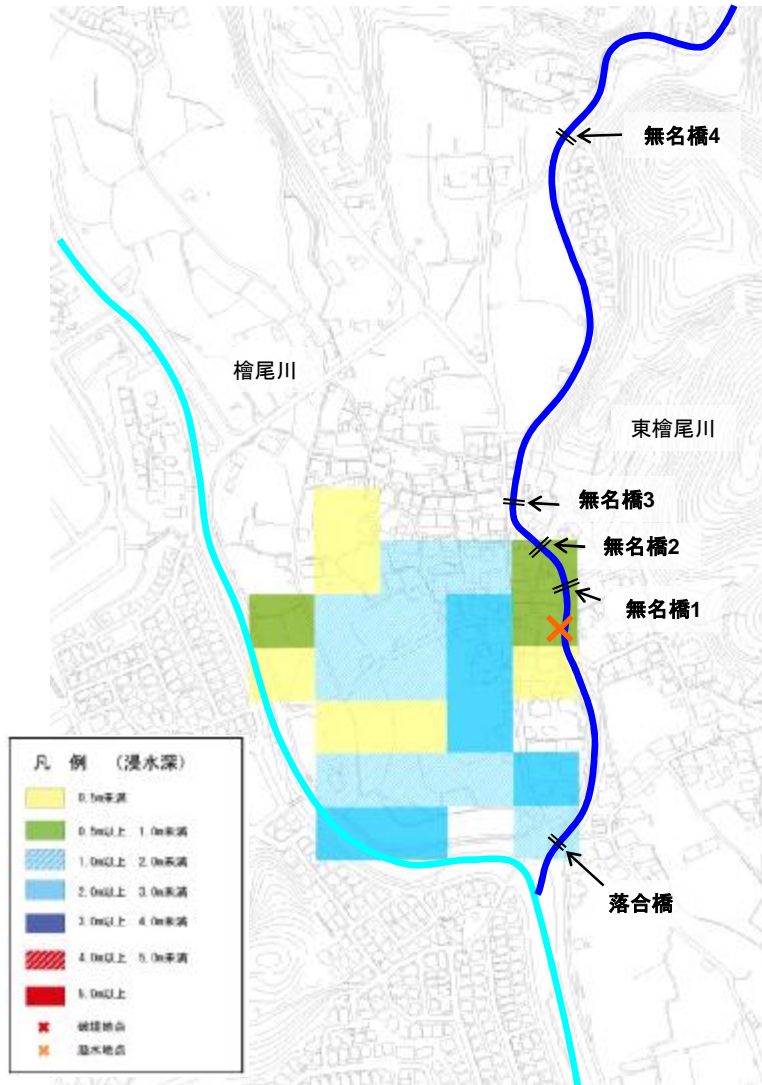 無名橋4
檜尾川
東檜尾川
無名橋3
無名橋2
無名橋1
落合橋
凡 例 (浸水深)
0.5m未満
0.5m以上 1.0m未満
1.0m以上 2.0m未満
2.0m以上 3.0m未満
3.0m以上 4.0m未満
4.0m以上 5.0m未満
5.0m以上
破堤地点
溢水地点